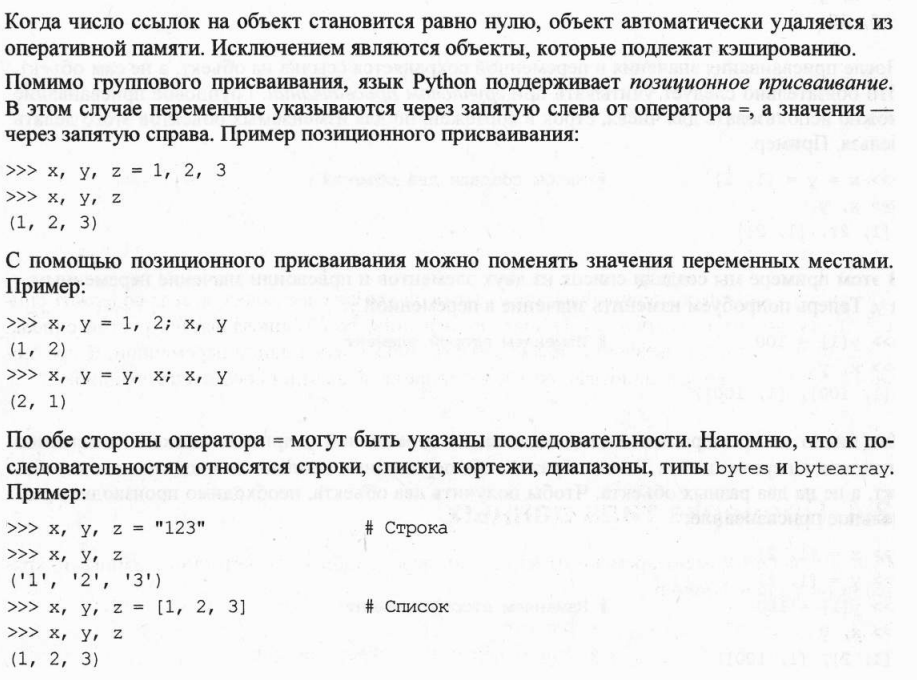 Когда число ссылок на объект становится равно нулю, объект автоматически удаляется из
оперативной памяти. Исключением являются объекты, которые подлежат кэшированию.
Помимо группового присваивания, язык Python поддерживает позиционное присваивание.
В этом случае переменные указываются через запятую слева от оператора =, а значения —
через запятую справа. Пример позиционного присваивания:
>>> x, y, z = 1, 2, 3
>>> x, y, z
(1, 2, 3)
С помощью позиционного присваивания можно поменять значения переменных местами.
Пример:
>>> x, y = 1, 2; x, y
(1, 2)
>>> x, y = y, x; x, y
(2, 1)
По обе стороны оператора = могут быть указаны последовательности. Напомню, что к по-
следовательностям относятся строки, списки, кортежи, диапазоны, типы bytes и bytearray.
Пример:
>>> x, y, z = "123" # Строка
>>> x, y, z
('1', '2', '3')
>>> x, y, z = [1, 2, 3] # Список
>>> x, y, z
(1, 2, 3)